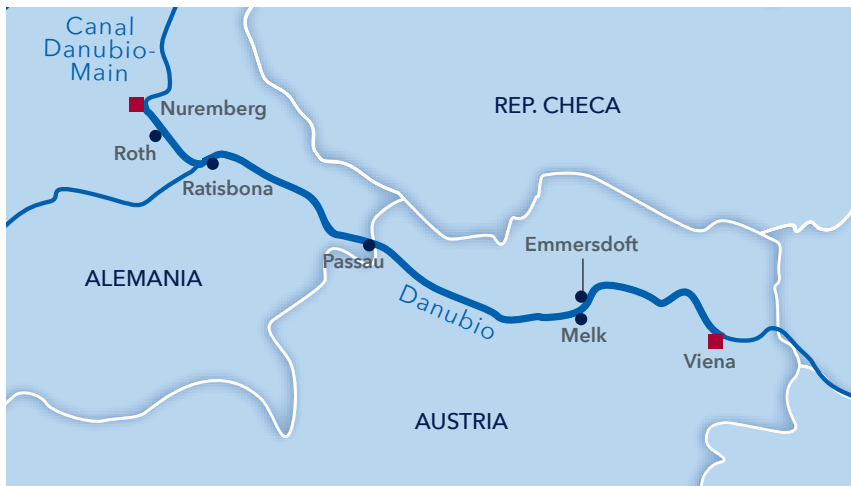 Canal
Danubio-
Main
Nuremberg
REP. CHECA
Roth
Ratisbona
Emmersdoft
Passau
ALEMANIA
Danubio
Melk
Viena
AUSTRIA